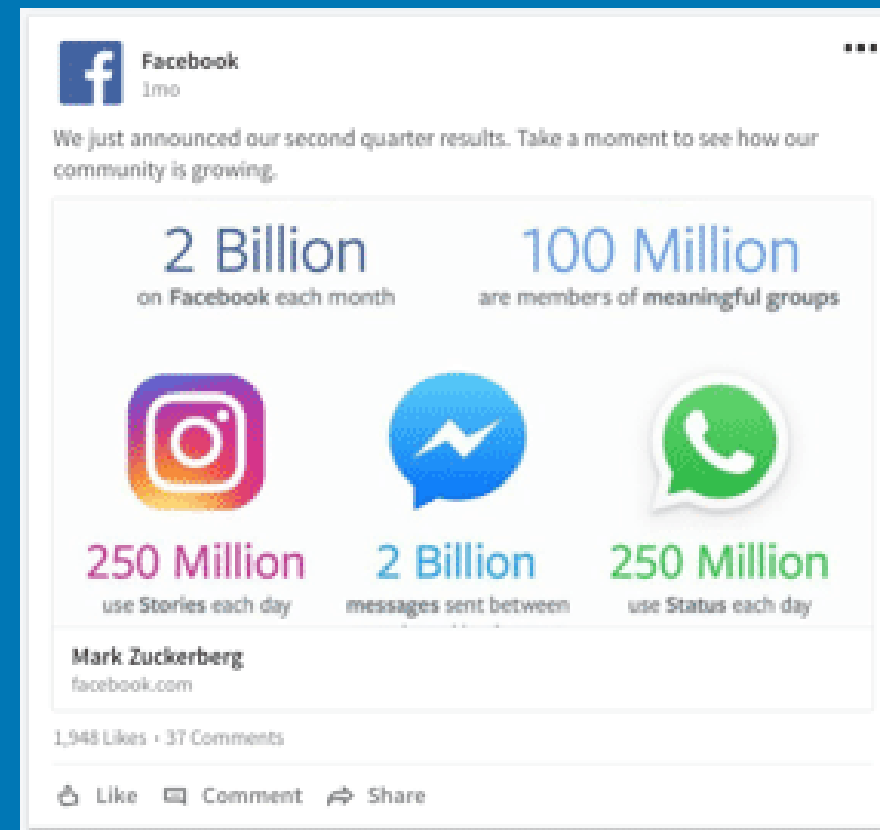 Facebook
1mo
We just announced our second quarter results. Take a moment to see how our
community is growing.
2 Billion
on Facebook each month
100 Million
are members of meaningful groups
250 Million
use Stories each day
2 Billion
messages sent between
250 Million
use Status each day
Mark Zuckerberg
facebook.com
1,948 Likes • 37 Comments
Like Comment Share